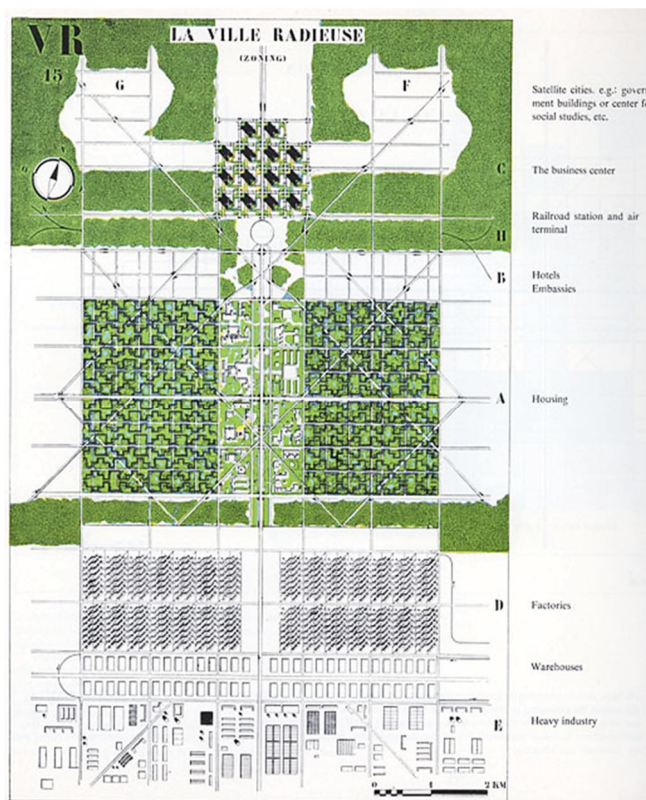 VR
LA VILLE RADIEUSE
(ZONING)
15
G
F
Satellite cities. e.g.: govern-
ment buildings or center fo
social studies, etc.
C
The business center
Railroad station and air
terminal
H
B
Hotels
Embassies
A
Housing
D
Factories
Warehouses
E
Heavy industry
0 1 2 KM